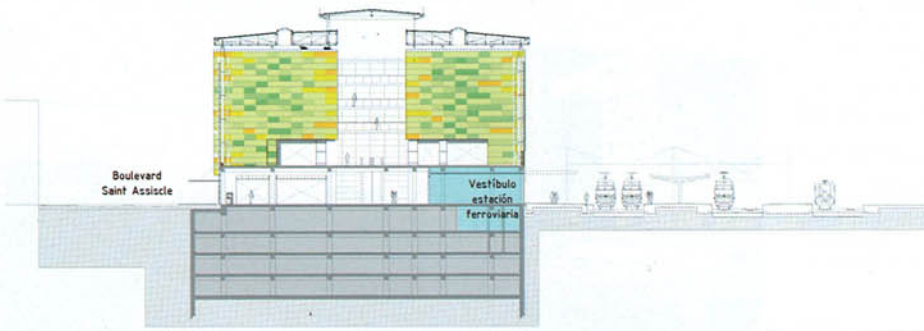 Boulevard
Saint Assiscle
Vestíbulo
estación
ferroviaria